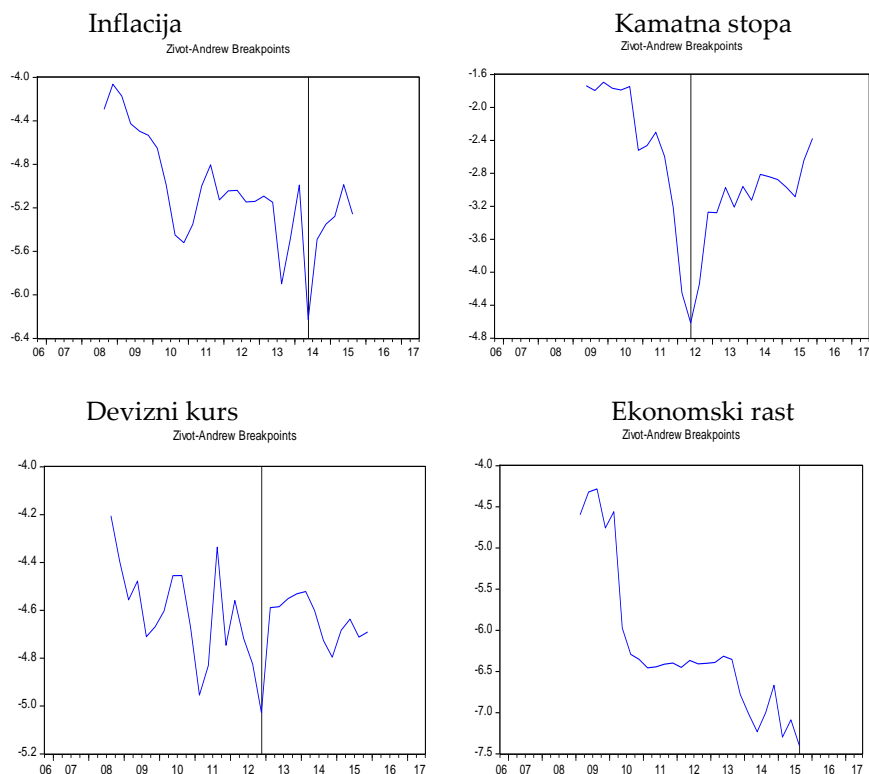 Inflacija
Zivot-Andrew Breakpoints
-4.0
-4.4
-4.8
-5.2
-5.6
-6.0
-6.4
06 07 08 09 10 11 12 13 14 15 16 17
Kamatna stopa
Zivot-Andrew Breakpoints
-1.6
-2.0
-2.4
-2.8
-3.2
-3.6
-4.0
-4.4
-4.8
06 07 08 09 10 11 12 13 14 15 16 17
Devizni kurs
Zivot-Andrew Breakpoints
-4.0
-4.2
-4.4
-4.6
-4.8
-5.0
-5.2
06 07 08 09 10 11 12 13 14 15 16 17
Ekonomski rast
Zivot-Andrew Breakpoints
-4.0
-4.5
-5.0
-5.5
-6.0
-6.5
-7.0
-7.5
06 07 08 09 10 11 12 13 14 15 16 17